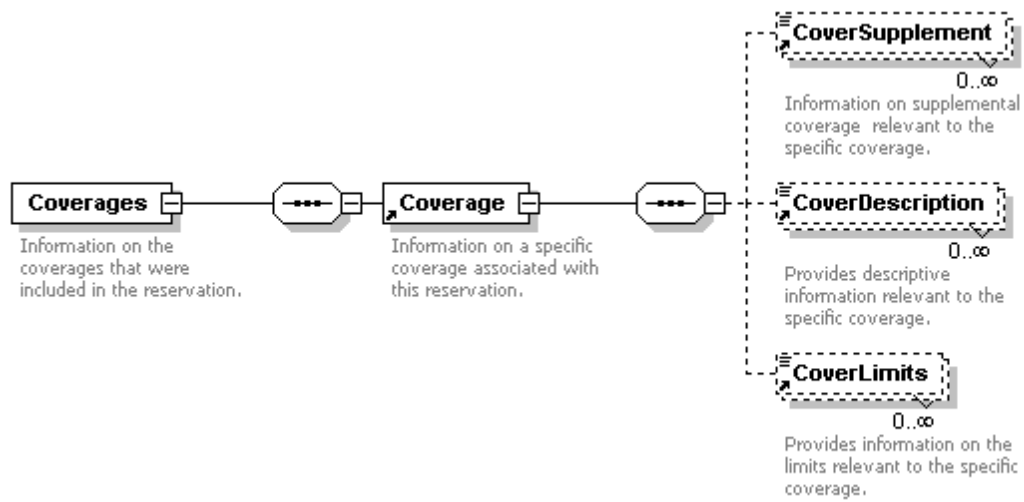 Coverages
Information on the
coverages that were
included in the reservation.
Coverage
Information on a specific
coverage associated with
this reservation.
CoverSupplement
0..∞
Information on supplemental
coverage  relevant to the
specific coverage.
CoverDescription
0..∞
Provides descriptive
information relevant to the
specific coverage.
CoverLimits
0..∞
Provides information on the
limits relevant to the specific
coverage.